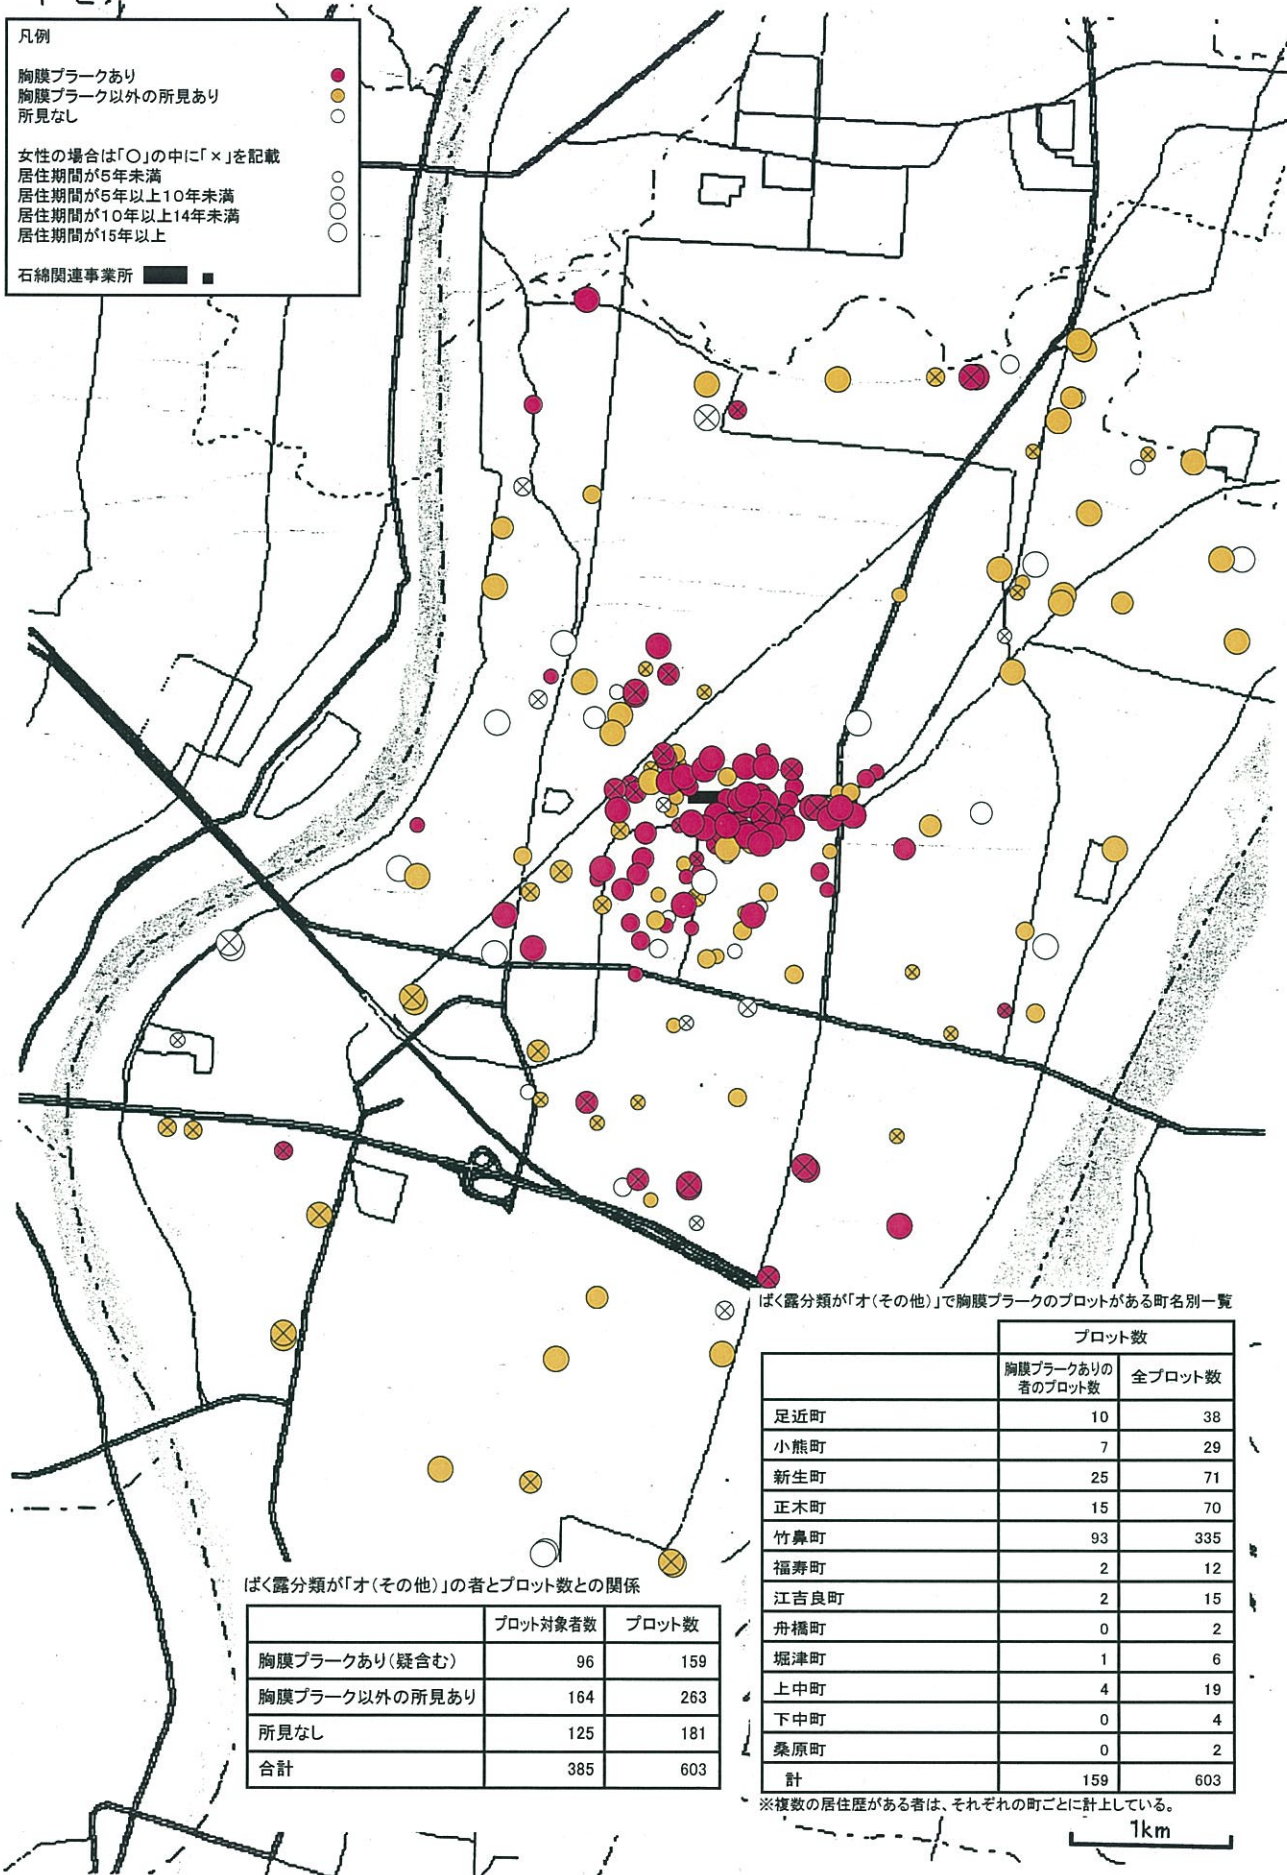 凡例
胸膜プラークあり
胸膜プラーク以外の所見あり
所見なし
女性の場合は「〇」の中に「×」を記載
居住期間が5年未満
居住期間が5年以上10年未満
居住期間が10年以上14年未満
居住期間が15年以上
石綿関連事業所
ばく露分類が「オ(その他)」で胸膜プラークのプロットがある町名別一覧
プロット数
胸膜プラークありの者のプロット数 全プロット数
足近町 10 38
小熊町 7 29
新生町 25 71
正木町 15 70
竹鼻町 93 335
福寿町 2 12
江吉良町 2 15
舟橋町 0 2
堀津町 1 6
上中町 4 19
下中町 0 4
桑原町 0 2
計 159 603
※複数の居住歴がある者は、それぞれの町ごとに計上している。
1km
ばく露分類が「オ(その他)」の者とプロット数との関係
プロット対象者数 プロット数
胸膜プラークあり(疑含む) 96 159
胸膜プラーク以外の所見あり 164 263
所見なし 125 181
合計 385 603